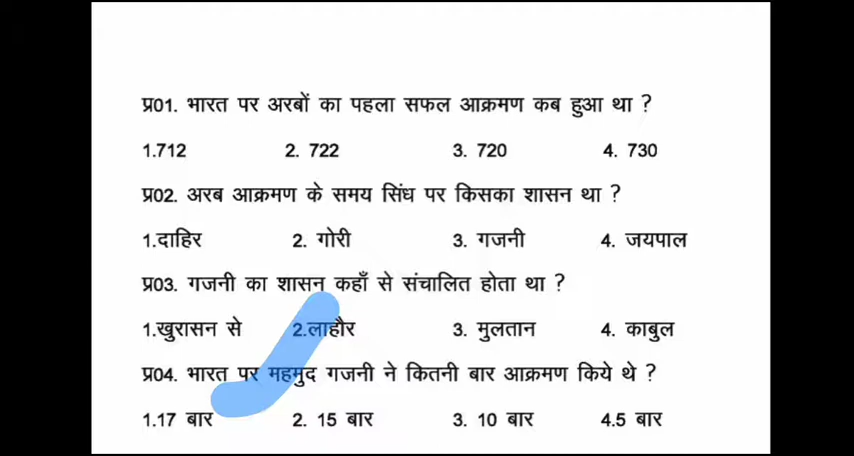 प्र01. भारत पर अरबों का पहला सफल आक्रमण कब हुआ था ?
1.712 2. 722 3. 720 4. 730
प्र02. अरब आक्रमण के समय सिंध पर किसका शासन था ?
1.दाहिर 2. गोरी 3. गजनी 4. जयपाल
प्र03. गजनी का शासन कहाँ से संचालित होता था ?
1.खुरासन से 2.लाहौर 3. मुलतान 4. काबुल
प्र04. भारत पर महमुद गजनी ने कितनी बार आक्रमण किये थे ?
1.17 बार 2. 15 बार 3. 10 बार 4.5 बार